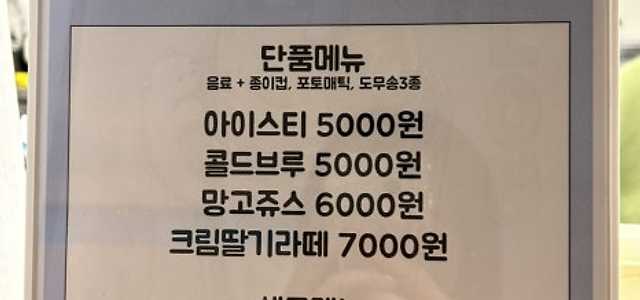 단품메뉴
음료 + 종이컵, 포토매틱, 도무송3종
아이스티 5000원
콜드브루 5000원
망고쥬스 6000원
크림딸기라떼 7000원